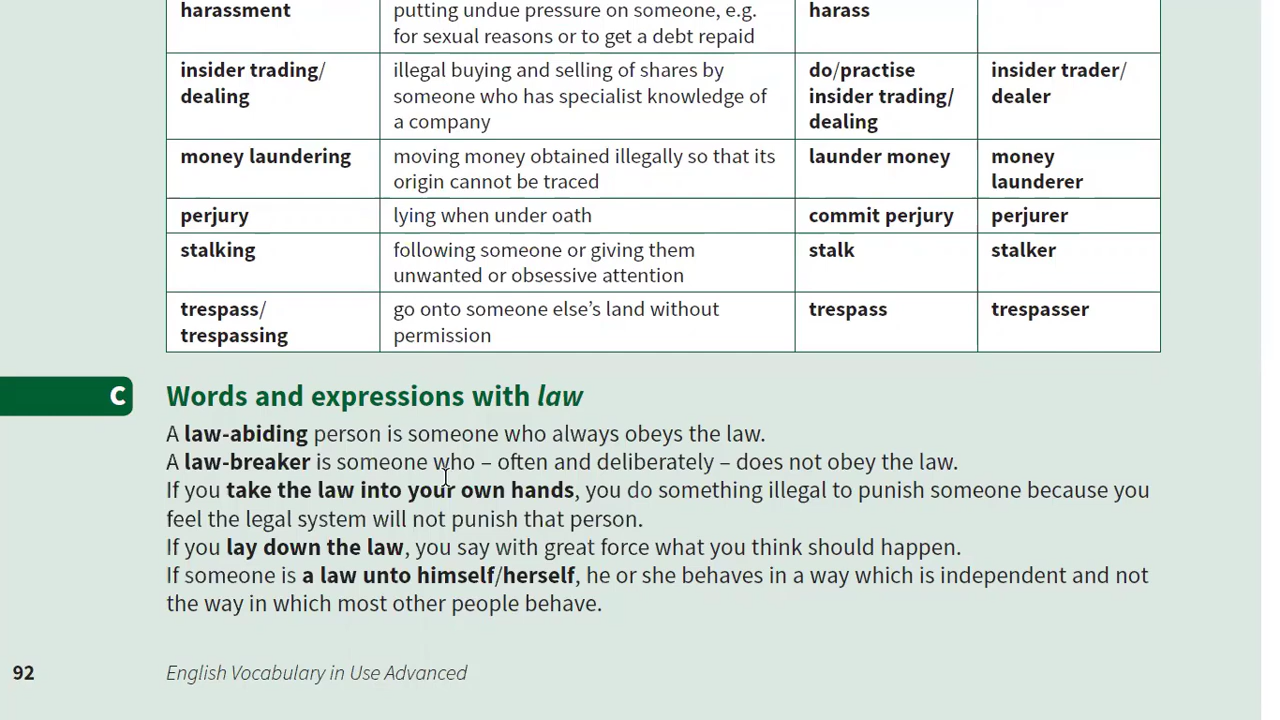 harassment putting undue pressure on someone, e.g. harass
for sexual reasons or to get a debt repaid
insider trading/ illegal buying and selling of shares by do/practise insider trader/
dealing someone who has specialist knowledge of insider trading/ dealer
a company dealing
money laundering moving money obtained illegally so that its launder money money
origin cannot be traced launderer
perjury lying when under oath commit perjury perjurer
stalking following someone or giving them stalk stalker
unwanted or obsessive attention
trespass/ go onto someone else's land without trespass trespasser
trespassing permission
C Words and expressions with law
A law-abiding person is someone who always obeys the law.
A law-breaker is someone who – often and deliberately – does not obey the law.
If you take the law into your own hands, you do something illegal to punish someone because you
feel the legal system will not punish that person.
If you lay down the law, you say with great force what you think should happen.
If someone is a law unto himself/herself, he or she behaves in a way which is independent and not
the way in which most other people behave.
92 English Vocabulary in Use Advanced